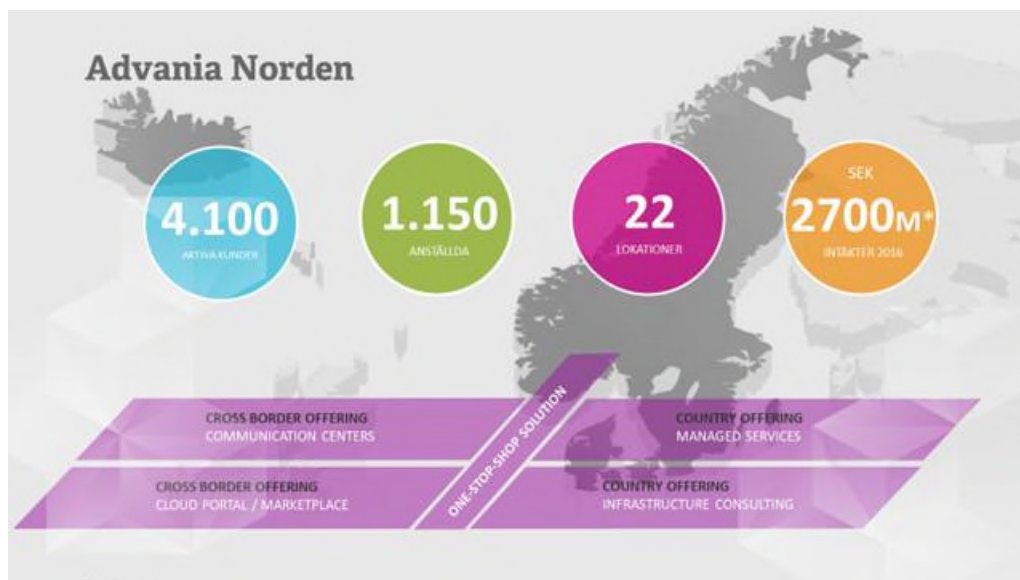 Advania Norden
4.100
AKTIVA KUNDER
1.150
ANSTÄLLDA
22
LOKATIONER
SEK
2700M*
INTÄKTER 2016
CROSS BORDER OFFERING
COMMUNICATION CENTERS
CROSS BORDER OFFERING
CLOUD PORTAL / MARKETPLACE
ONE-STOP-SHOP SOLUTION
COUNTRY OFFERING
MANAGED SERVICES
COUNTRY OFFERING
INFRASTRUCTURE CONSULTING